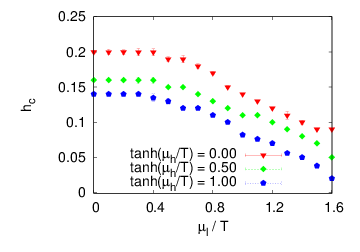 0.25
0.2
0.15
0.1
0.05
0
h_c
tanh(μ_h/T) = 0.00
tanh(μ_h/T) = 0.50
tanh(μ_h/T) = 1.00
0 0.4 0.8 1.2 1.6
μ_l / T